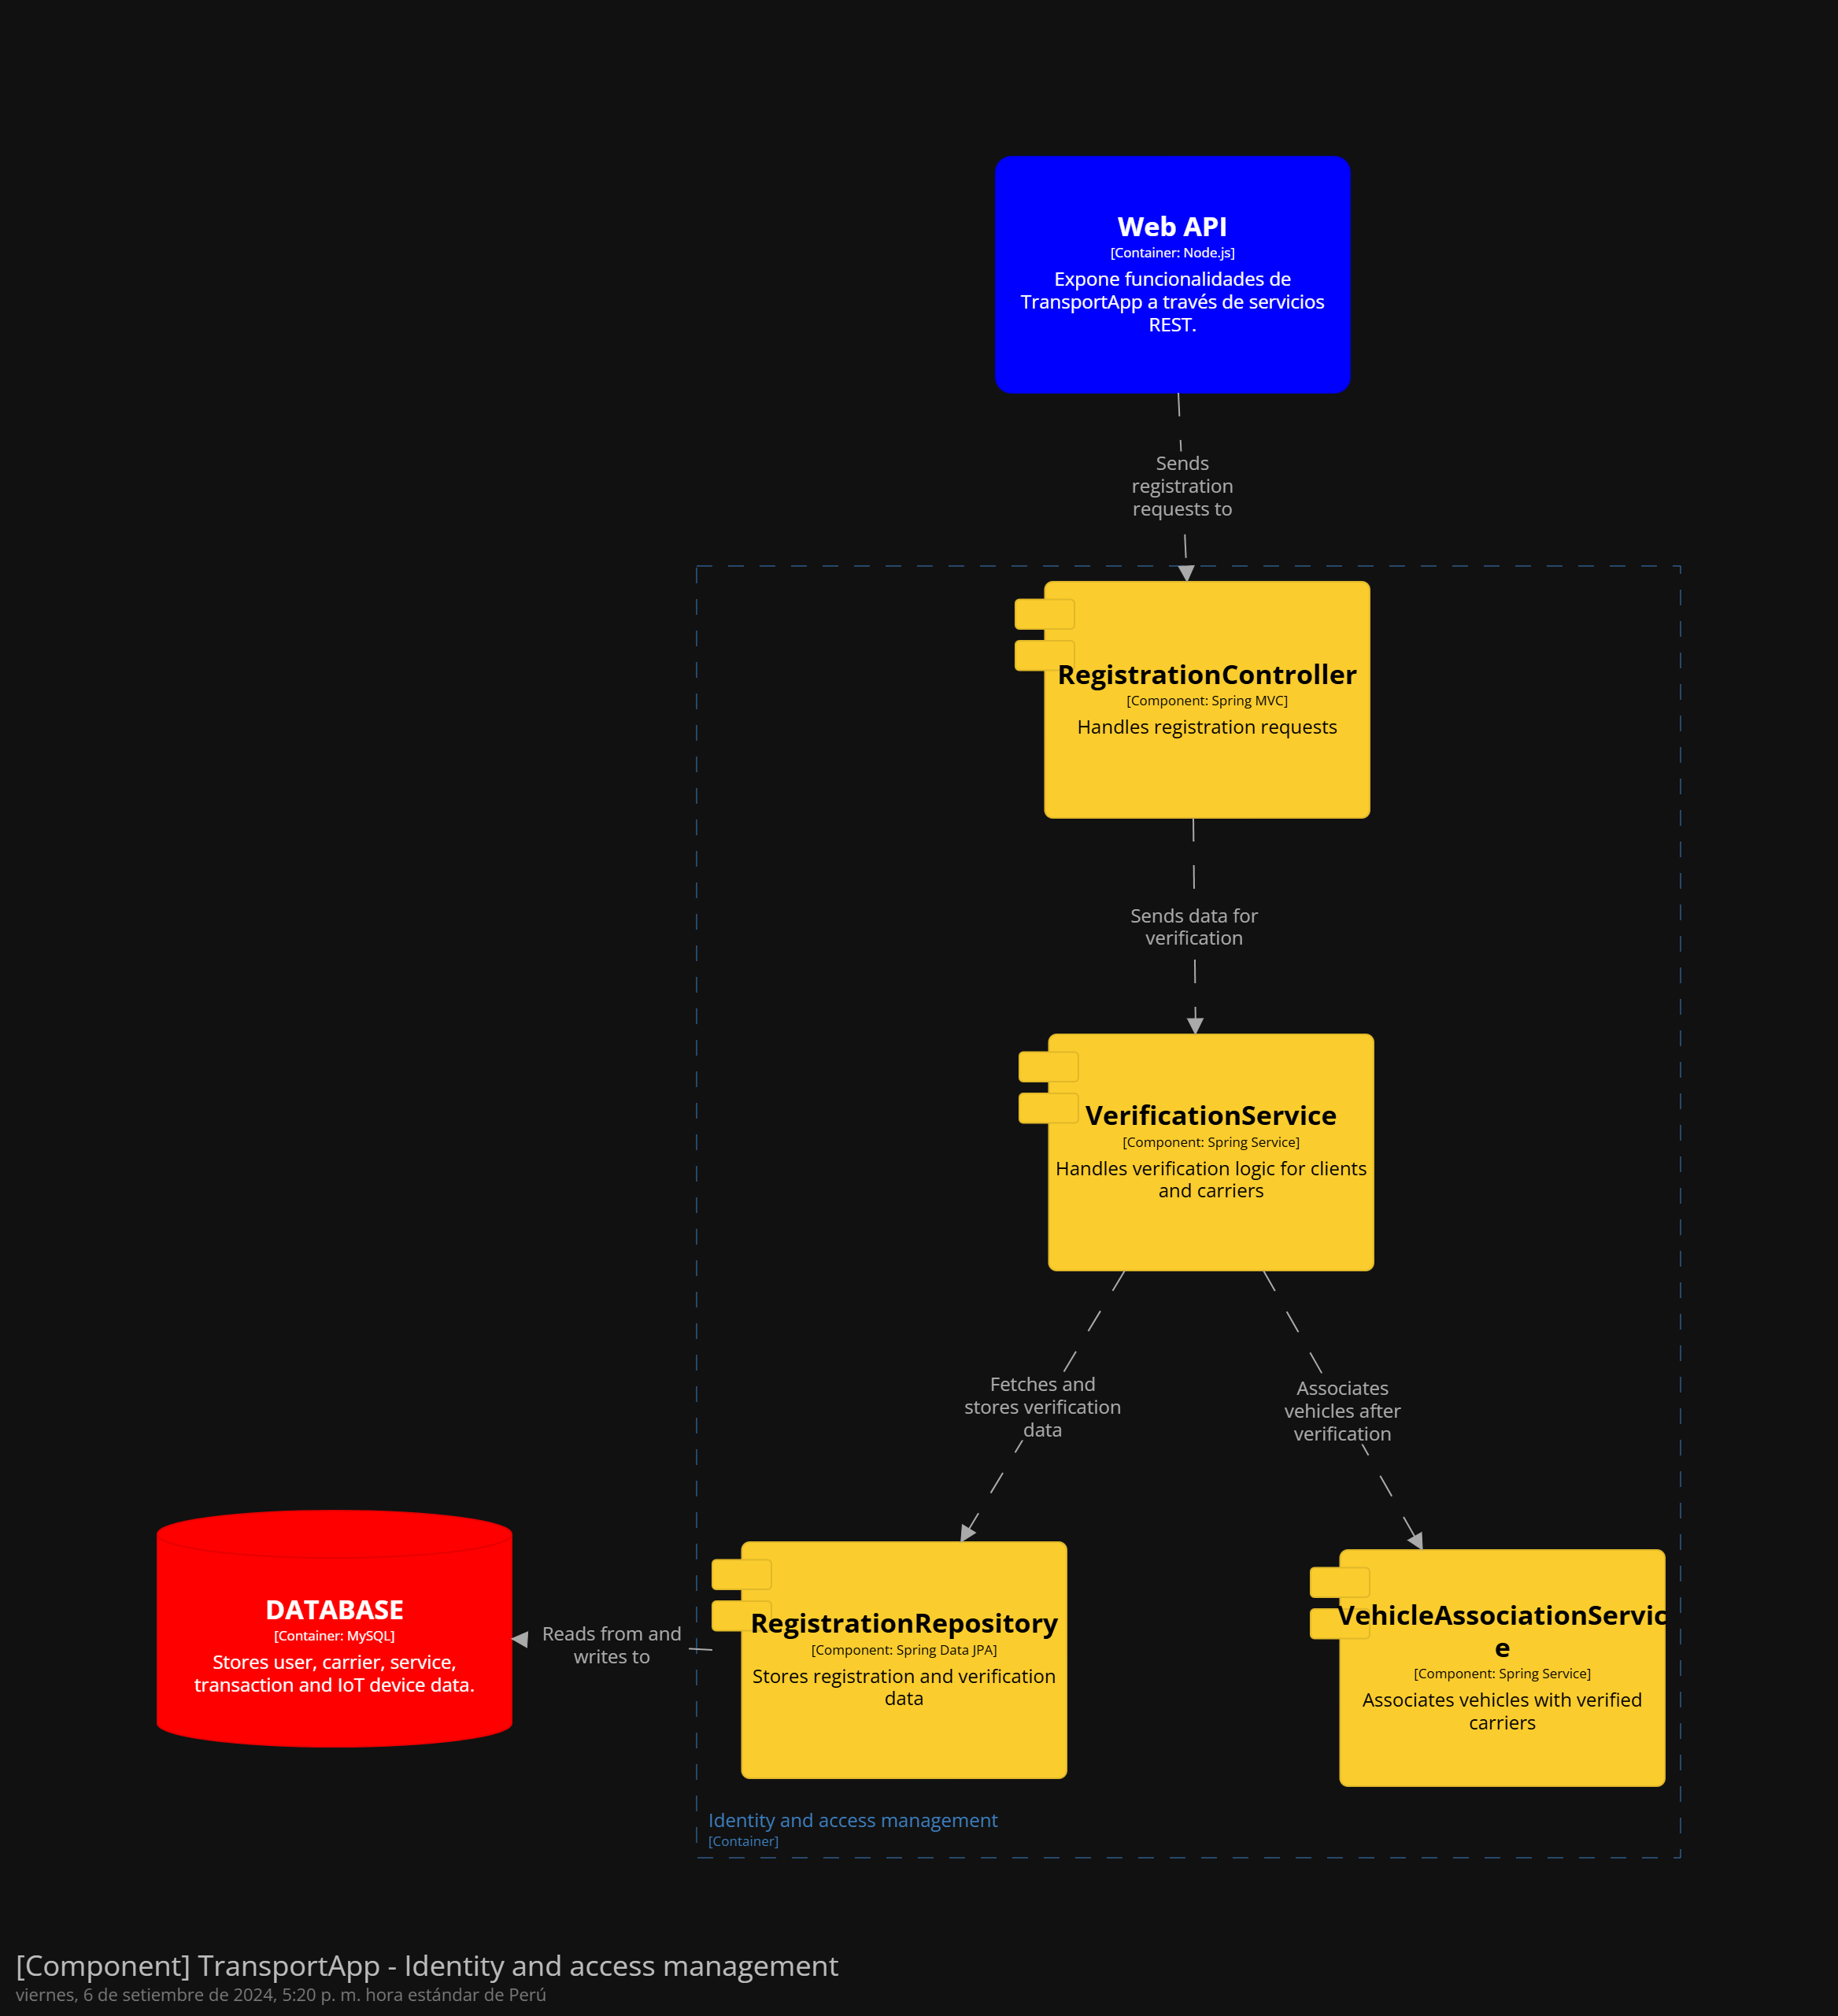 Web API
[Container: Node.js]
Expone funcionalidades de
TransportApp a través de servicios
REST.
Sends
registration
requests to
RegistrationController
[Component: Spring MVC]
Handles registration requests
Sends data for
verification
VerificationService
[Component: Spring Service]
Handles verification logic for clients
and carriers
Fetches and
stores verification
data
Associates
vehicles after
verification
DATABASE
[Container: MySQL]
Stores user, carrier, service,
transaction and IoT device data.
Reads from and
writes to
RegistrationRepository
[Component: Spring Data JPA]
Stores registration and verification
data
VehicleAssociationServic
e
[Component: Spring Service]
Associates vehicles with verified
carriers
Identity and access management
[Container]
[Component] TransportApp - Identity and access management
viernes, 6 de setiembre de 2024, 5:20 p. m. hora estándar de Perú